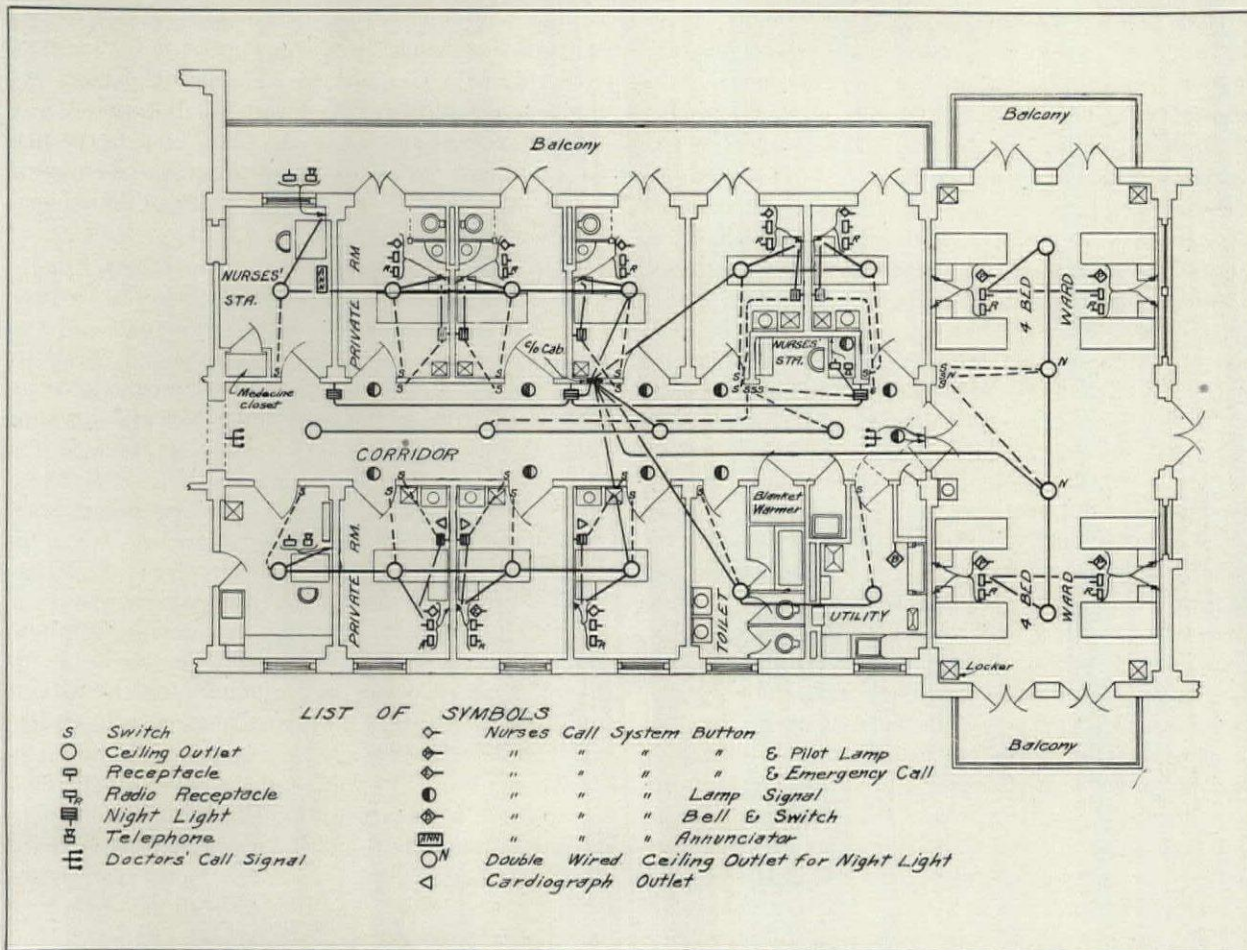 Balcony
Balcony
NURSES'
STA.
PRIVATE RM
c/o Cab.
NURSES'
STA.
4 BED WARD
Medecine
closet
CORRIDOR
PRIVATE RM.
Blanket
Warmer
TOILET
UTILITY
4 BED WARD
Locker
Balcony
LIST OF SYMBOLS
S Switch
Ceiling Outlet
Receptacle
R Radio Receptacle
Night Light
Telephone
Doctors' Call Signal
Nurses Call System Button
" " " " & Pilot Lamp
" " " " & Emergency Call
" " " Lamp Signal
" " " Bell & Switch
ANN " " " Annunciator
N Double Wired Ceiling Outlet for Night Light
Cardiograph Outlet